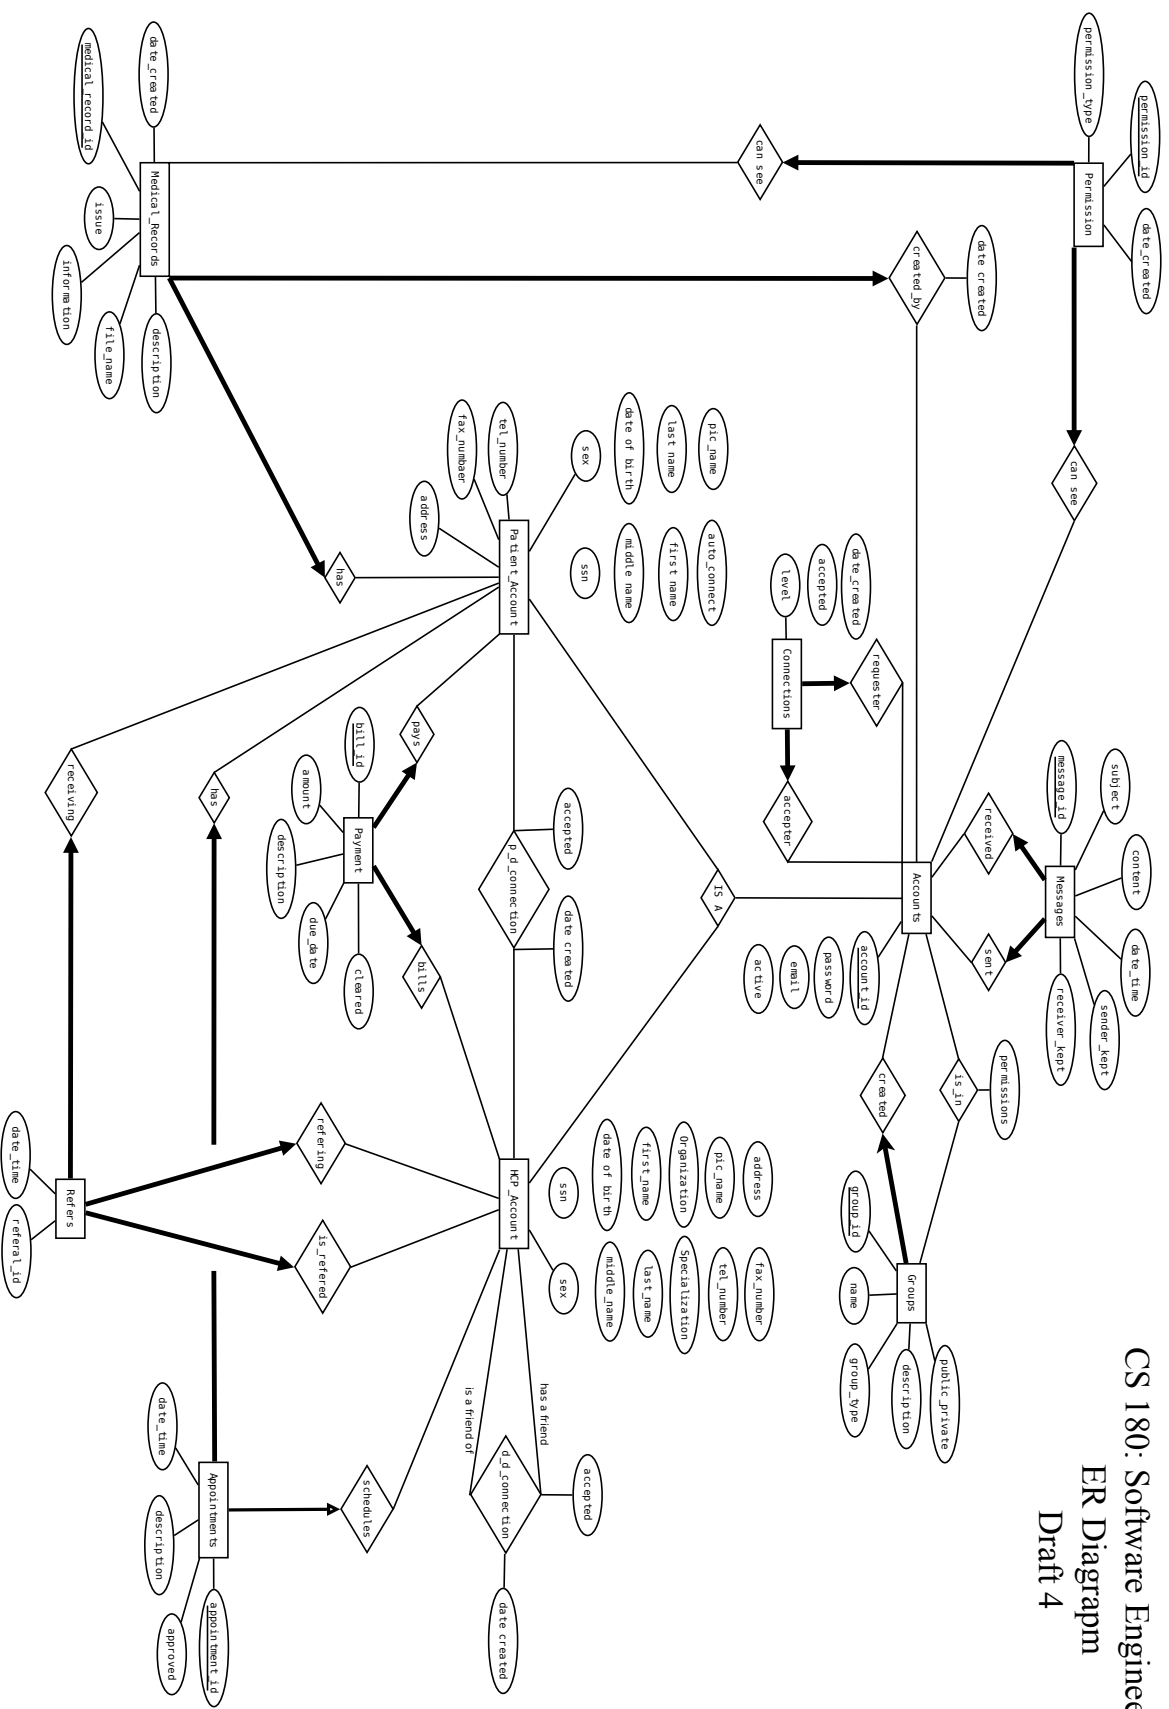 CS 180: Software Enginee
ER Diagrapm
Draft 4
permission_id
date_created
permission_type
Permission
can see
can see
date_created
medical_record_id
Medical_Records
issue
information
file_name
description
created_by
date created
has
subject
content
date_time
sender_kept
message_id
Messages
receiver_kept
received
sent
permissions
is_in
created
Accounts
account_id
password
email
active
date_created
accepted
level
requester
Connections
accepter
group_id
name
group_type
Groups
description
public_private
IS A
pic_name
auto_connect
last name
first name
date of birth
middle name
sex
ssn
tel_number
fax_numbaer
address
Patient_Account
address
fax_number
pic_name
tel_number
Organization
Specialization
first_name
last_name
date of birth
middle_name
ssn
sex
HCP_Account
accepted
date created
p_d_connection
has a friend
is a friend of
accepted
d_d_connection
date created
pays
bills
bill_id
Payment
amount
description
due_date
cleared
refering
is_refered
schedules
has
receiving
date_time
Refers
referal_id
date_time
description
approved
Appointments
appointment_id